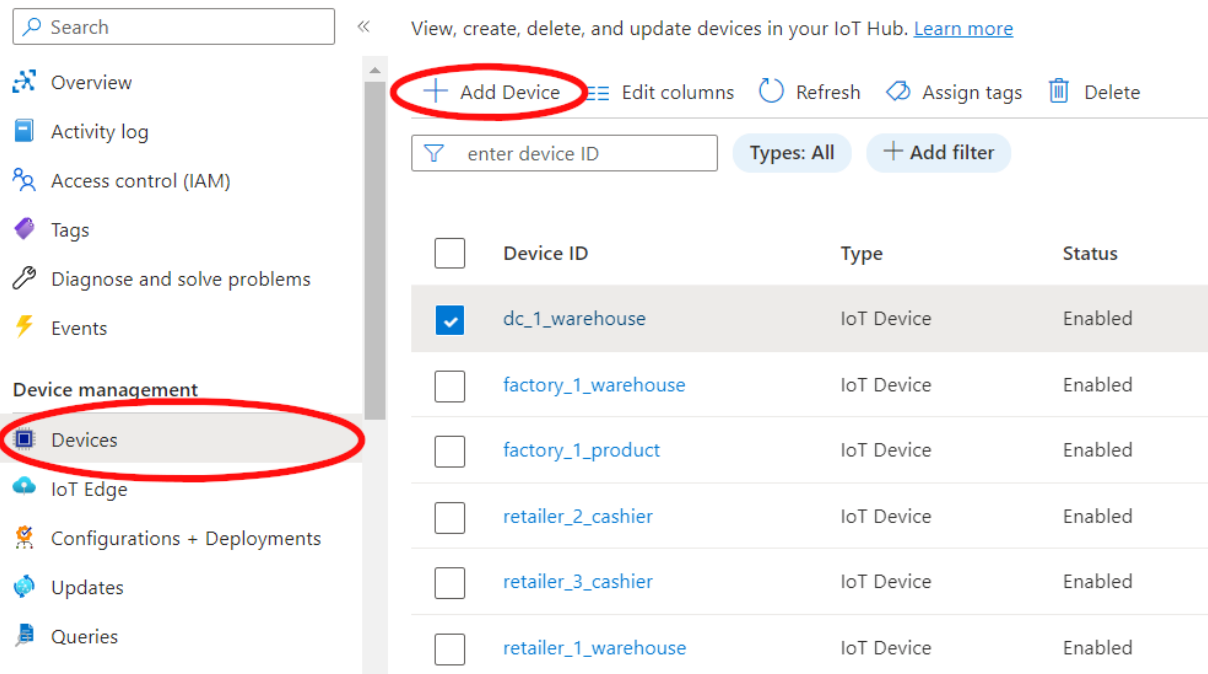 Search
«
View, create, delete, and update devices in your IoT Hub. Learn more
Overview
Activity log
Access control (IAM)
Tags
Diagnose and solve problems
Events
Device management
Devices
IoT Edge
Configurations + Deployments
Updates
Queries
+ Add Device Edit columns Refresh Assign tags Delete
enter device ID Types: All + Add filter
Device ID Type Status
dc_1_warehouse IoT Device Enabled
factory_1_warehouse IoT Device Enabled
factory_1_product IoT Device Enabled
retailer_2_cashier IoT Device Enabled
retailer_3_cashier IoT Device Enabled
retailer_1_warehouse IoT Device Enabled